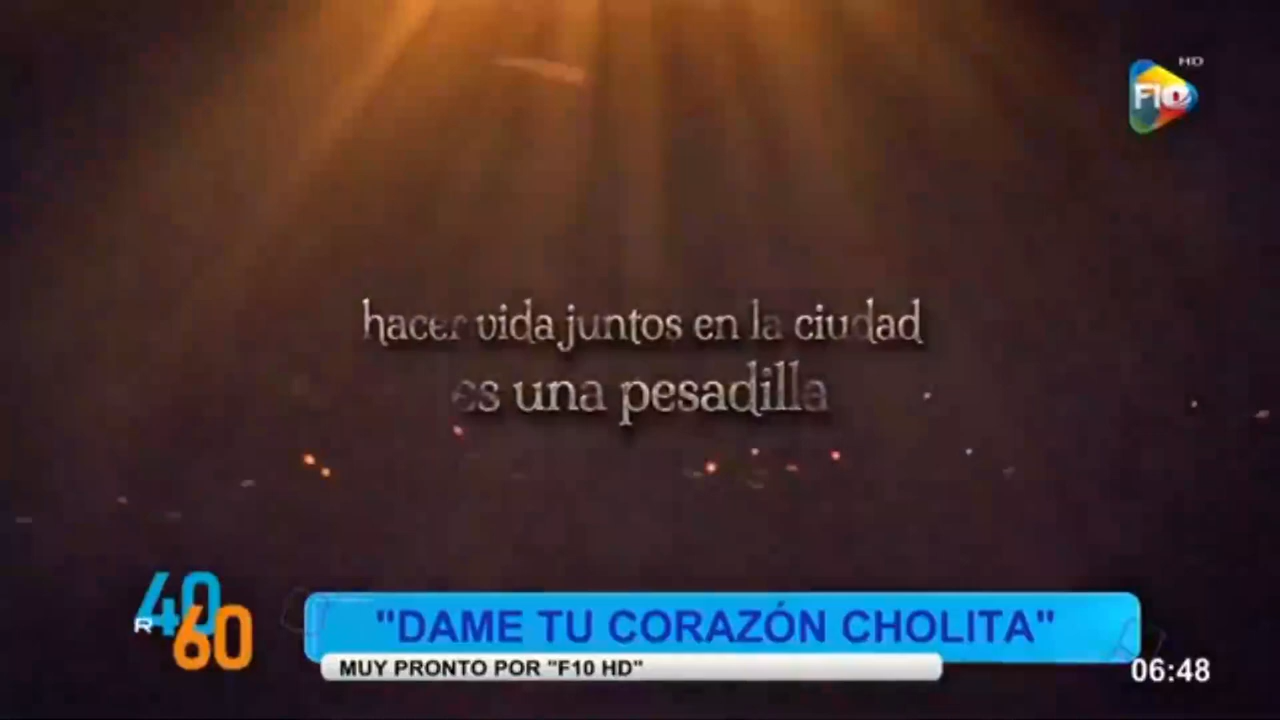 HD
F10
hacer vida juntos en la ciudad
es una pesadilla
40
R 60
"DAME TU CORAZÓN CHOLITA"
MUY PRONTO POR "F10 HD"
06:48